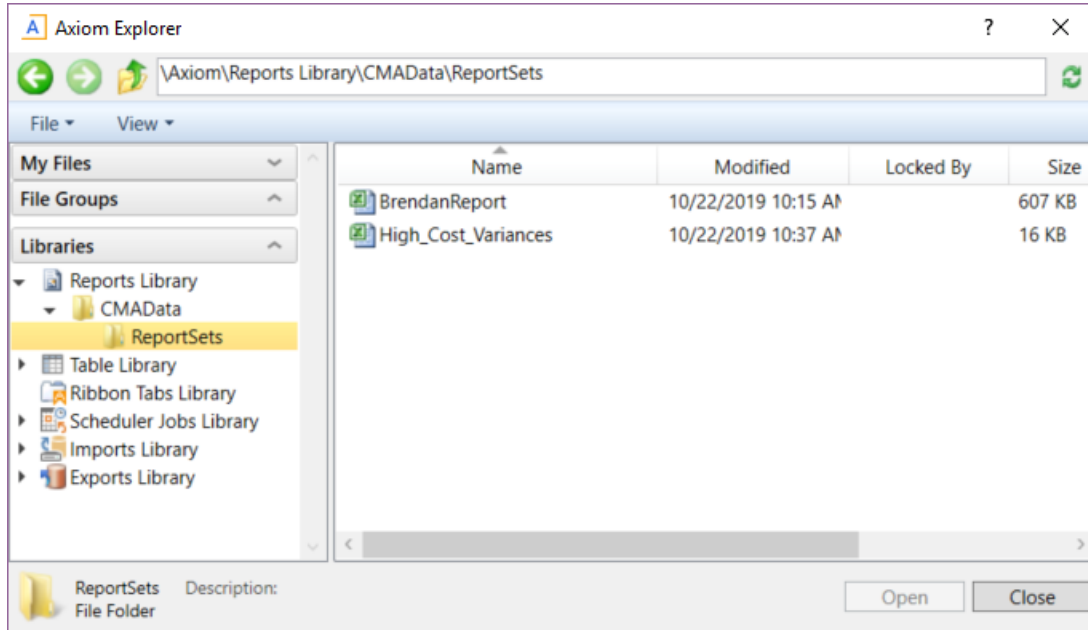 A Axiom Explorer ?
\Axiom\Reports Library\CMAData\ReportSets
File View
My Files
File Groups
Libraries
Reports Library
CMAData
ReportSets
Table Library
Ribbon Tabs Library
Scheduler Jobs Library
Imports Library
Exports Library
Name Modified Locked By Size
BrendanReport 10/22/2019 10:15 AM 607 KB
High_Cost_Variances 10/22/2019 10:37 AM 16 KB
ReportSets Description:
File Folder
Open Close